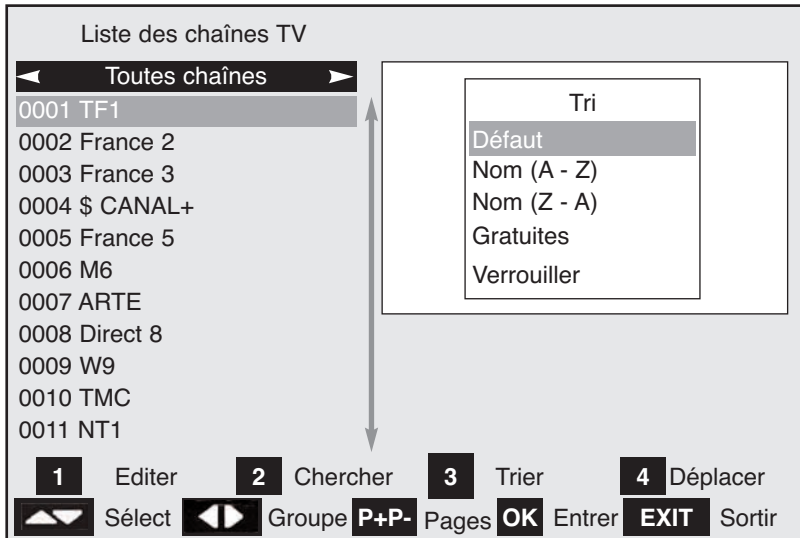 Liste des chaînes TV
Toutes chaînes
0001 TF1
0002 France 2
0003 France 3
0004 $ CANAL+
0005 France 5
0006 M6
0007 ARTE
0008 Direct 8
0009 W9
0010 TMC
0011 NT1
Tri
Défaut
Nom (A - Z)
Nom (Z - A)
Gratuites
Verrouiller
1 Editer 2 Chercher 3 Trier 4 Déplacer
Sélect Groupe P+P- Pages OK Entrer EXIT Sortir